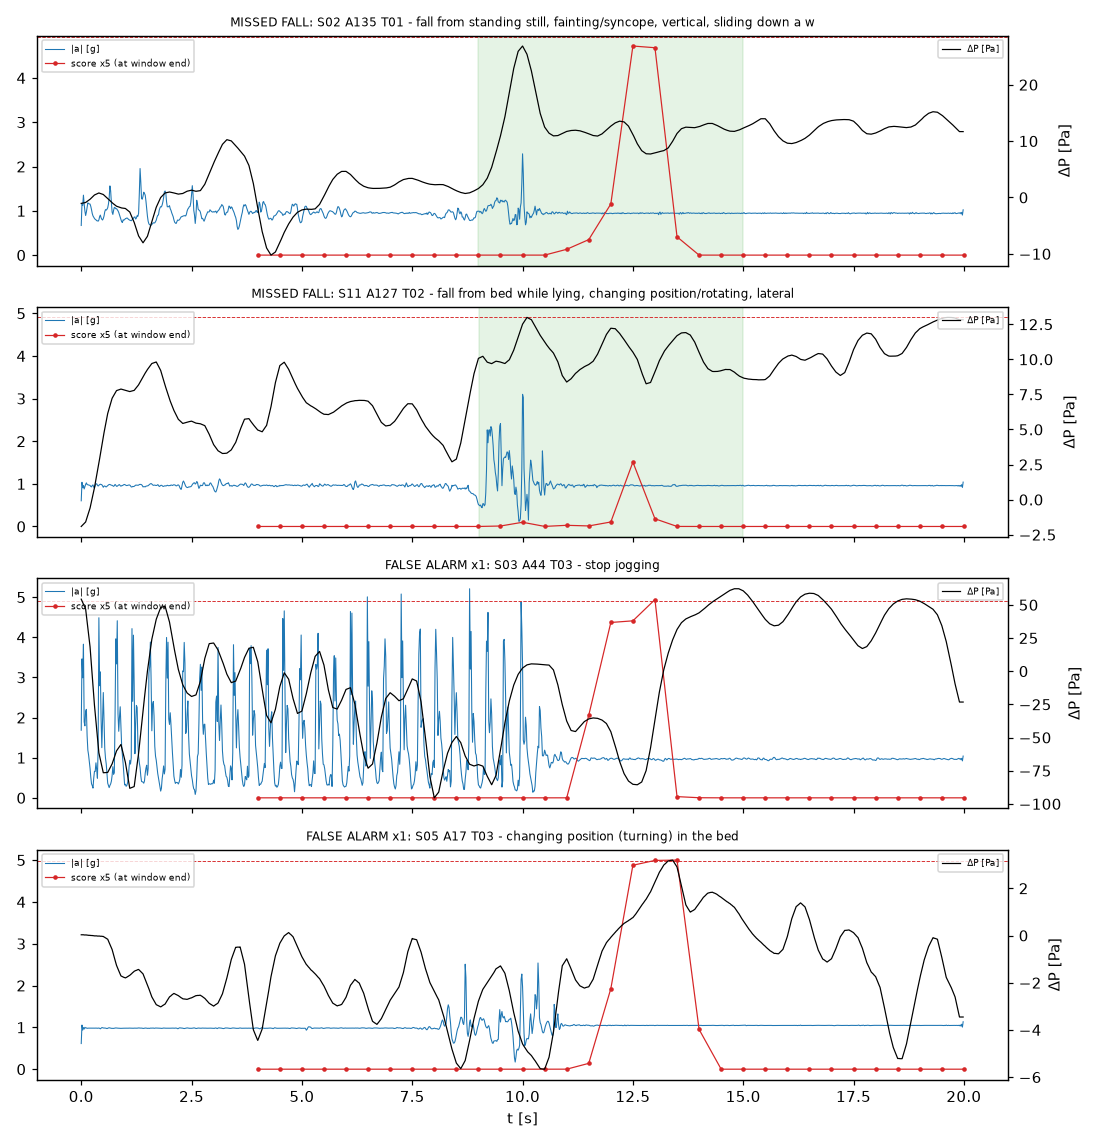 MISSED FALL: S02 A135 T01 - fall from standing still, fainting/syncope, vertical, sliding down a w
|a| [g]
score x5 (at window end)
ΔP [Pa]
4
3
2
1
0
20
10
0
−10
ΔP [Pa]
MISSED FALL: S11 A127 T02 - fall from bed while lying, changing position/rotating, lateral
|a| [g]
score x5 (at window end)
ΔP [Pa]
5
4
3
2
1
0
12.5
10.0
7.5
5.0
2.5
0.0
−2.5
ΔP [Pa]
FALSE ALARM x1: S03 A44 T03 - stop jogging
|a| [g]
score x5 (at window end)
ΔP [Pa]
5
4
3
2
1
0
50
25
0
−25
−50
−75
−100
ΔP [Pa]
FALSE ALARM x1: S05 A17 T03 - changing position (turning) in the bed
|a| [g]
score x5 (at window end)
ΔP [Pa]
5
4
3
2
1
0
2
0
−2
−4
−6
ΔP [Pa]
0.0 2.5 5.0 7.5 10.0 12.5 15.0 17.5 20.0
t [s]